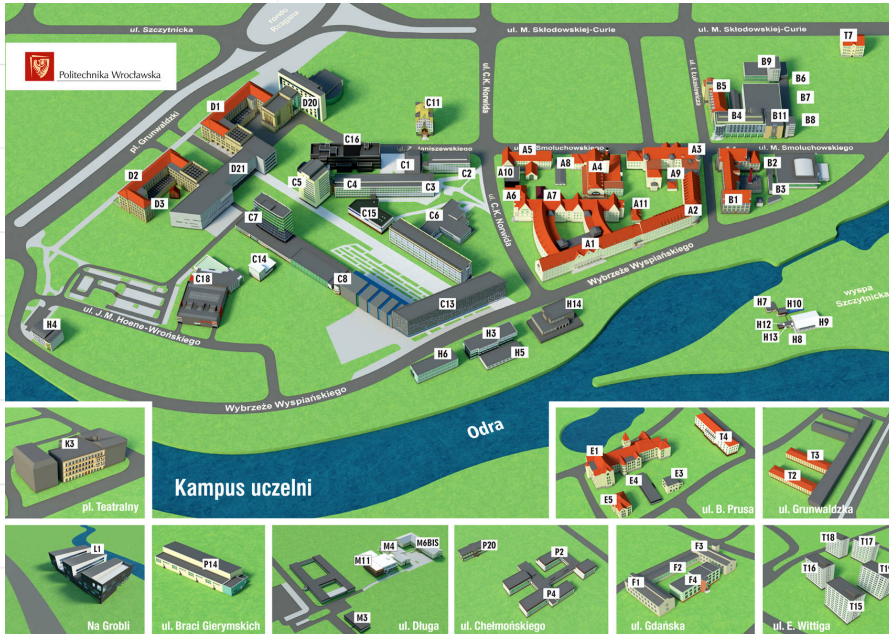 rondo
Reagana
ul. Szczytnicka
ul. M. Skłodowskiej-Curie
ul. M. Skłodowskiej-Curie
T7
Politechnika Wrocławska
pl. Grunwaldzki
ul. C.K. Norwida
ul. I. Łukasiewicza
B9
B6
B5
B7
B4
B11
B8
D1
D20
C11
C16
ul. Smoluchowskiego
ul. M. Smoluchowskiego
D21
C5
C1
C2
C4
C3
A5
A8
A4
A3
A10
A9
B2
B3
B1
D2
D3
C15
C6
ul. C.K. Norwida
A6
A7
A11
A2
A1
C7
C14
C8
C18
C13
Wybrzeże Wyspiańskiego
wyspa
Szczytnicka
H7
H10
H9
H12
H13
H8
H14
H4
ul. J.M. Hoene-Wrońskiego
H3
H6
H5
Wybrzeże Wyspiańskiego
Odra
Kampus uczelni
K3
pl. Teatralny
E1
T4
E4
E3
E5
ul. B. Prusa
T3
T2
ul. Grunwaldzka
L1
Na Grobli
P14
ul. Braci Gierymskich
M4
M6BIS
M11
M3
ul. Długa
P20
P2
P4
ul. Chełmońskiego
F3
F2
F1
F4
ul. Gdańska
T18
T17
T16
T15
ul. E. Wittiga